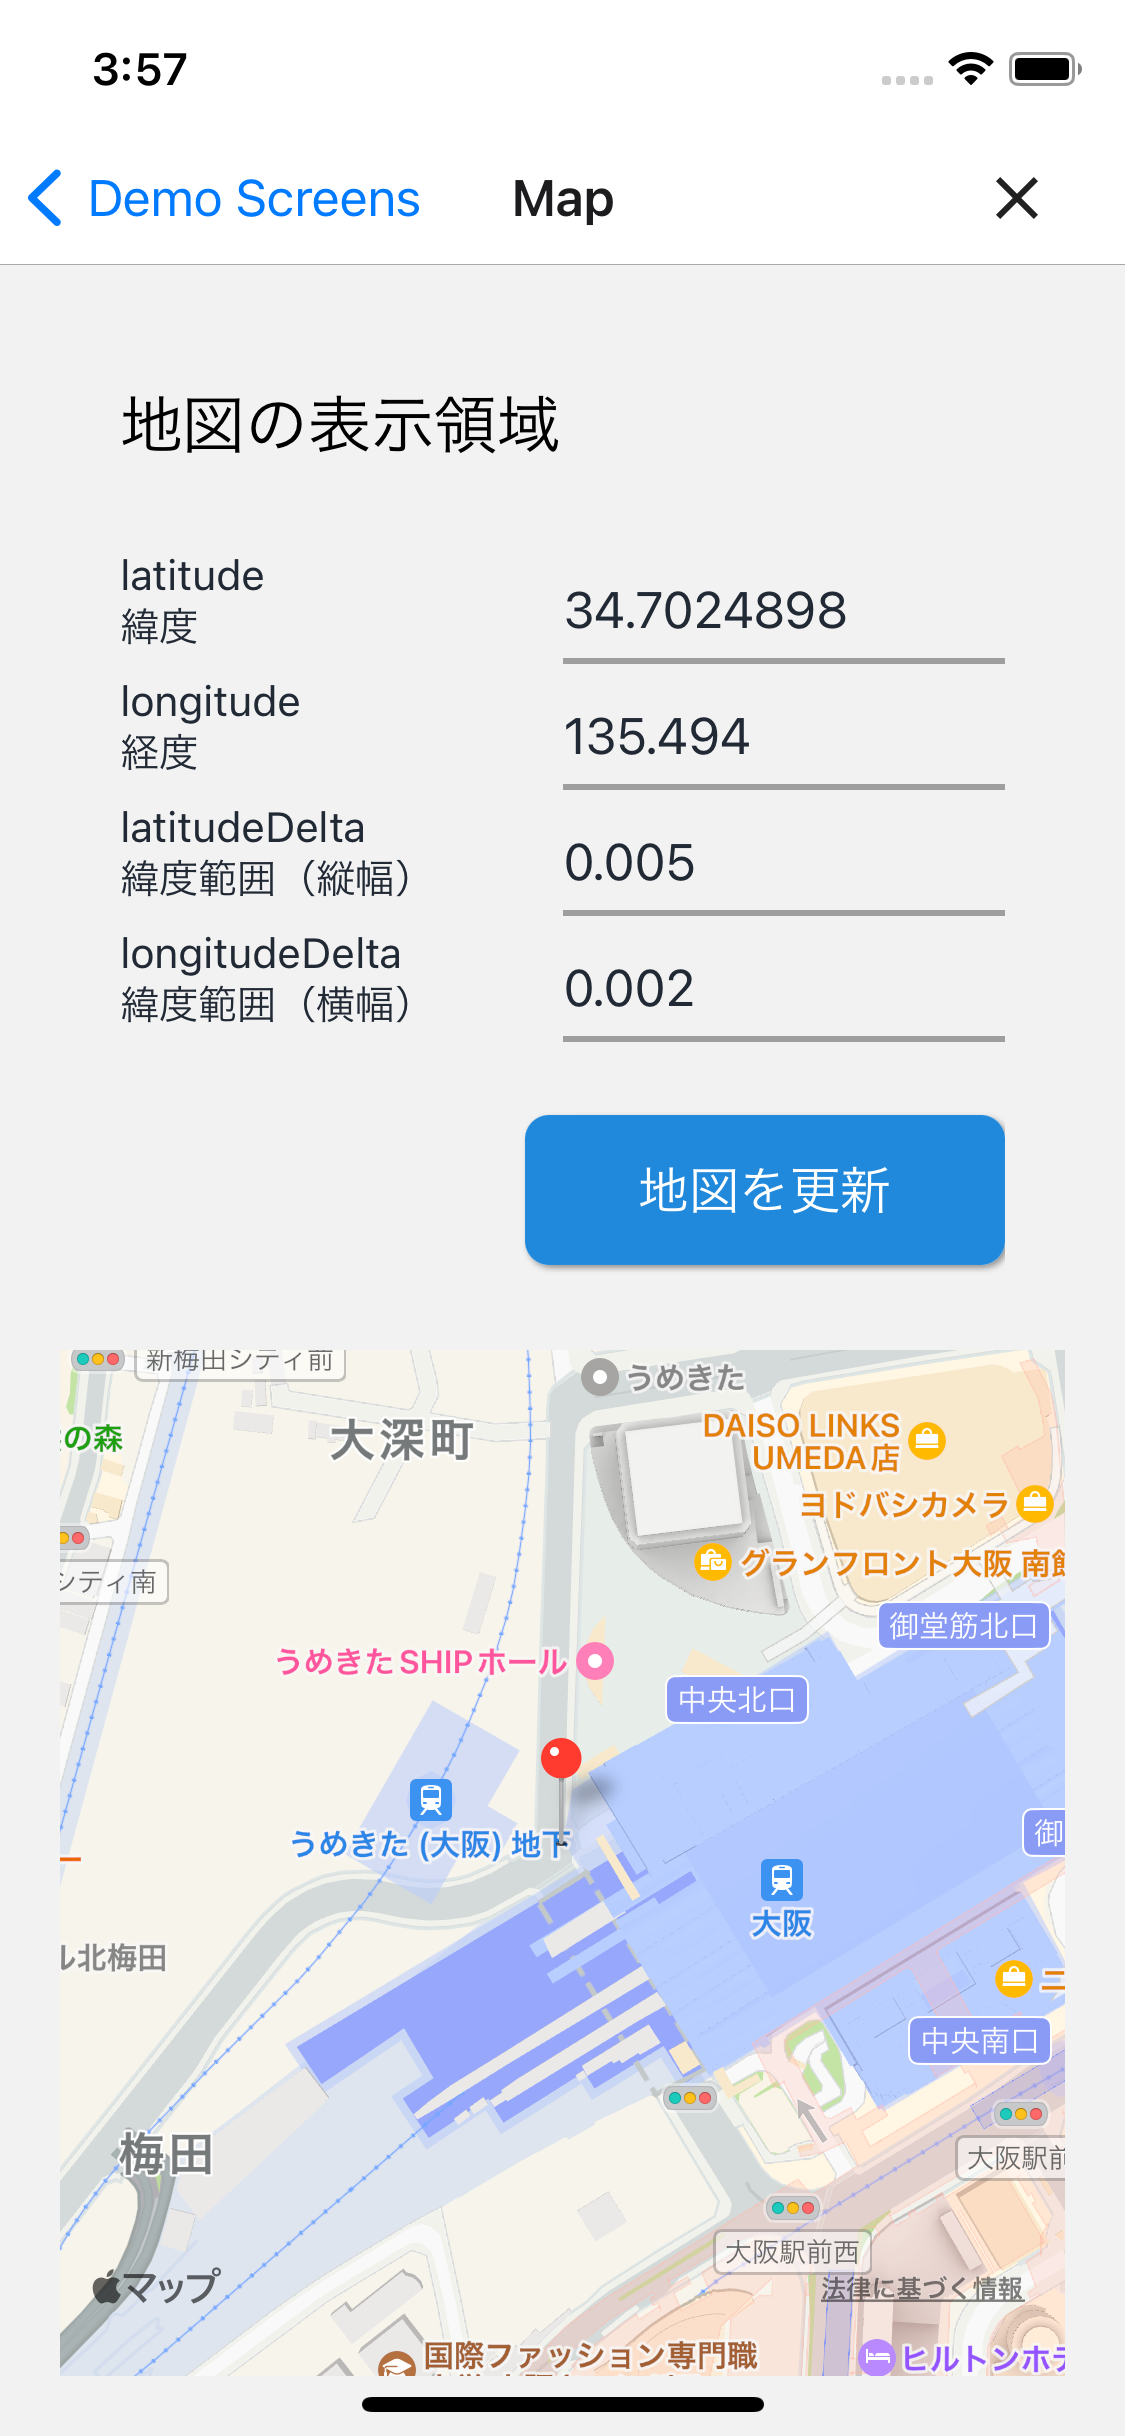 3:57
Demo Screens
Map
地図の表示領域
latitude
緯度
34.7024898
longitude
経度
135.494
latitudeDelta
緯度範囲（縦幅）
0.005
longitudeDelta
緯度範囲（横幅）
0.002
地図を更新
新梅田シティ前
うめきた
大深町
の森
DAISO LINKS
UMEDA店
ヨドバシカメラ
グランフロント大阪 南館
シティ南
御堂筋北口
うめきたSHIPホール
中央北口
うめきた (大阪) 地下
御
大阪
ル北梅田
ニ
中央南口
梅田
大阪駅前
大阪駅前西
マップ
法律に基づく情報
国際ファッション専門職
ヒルトンホテ